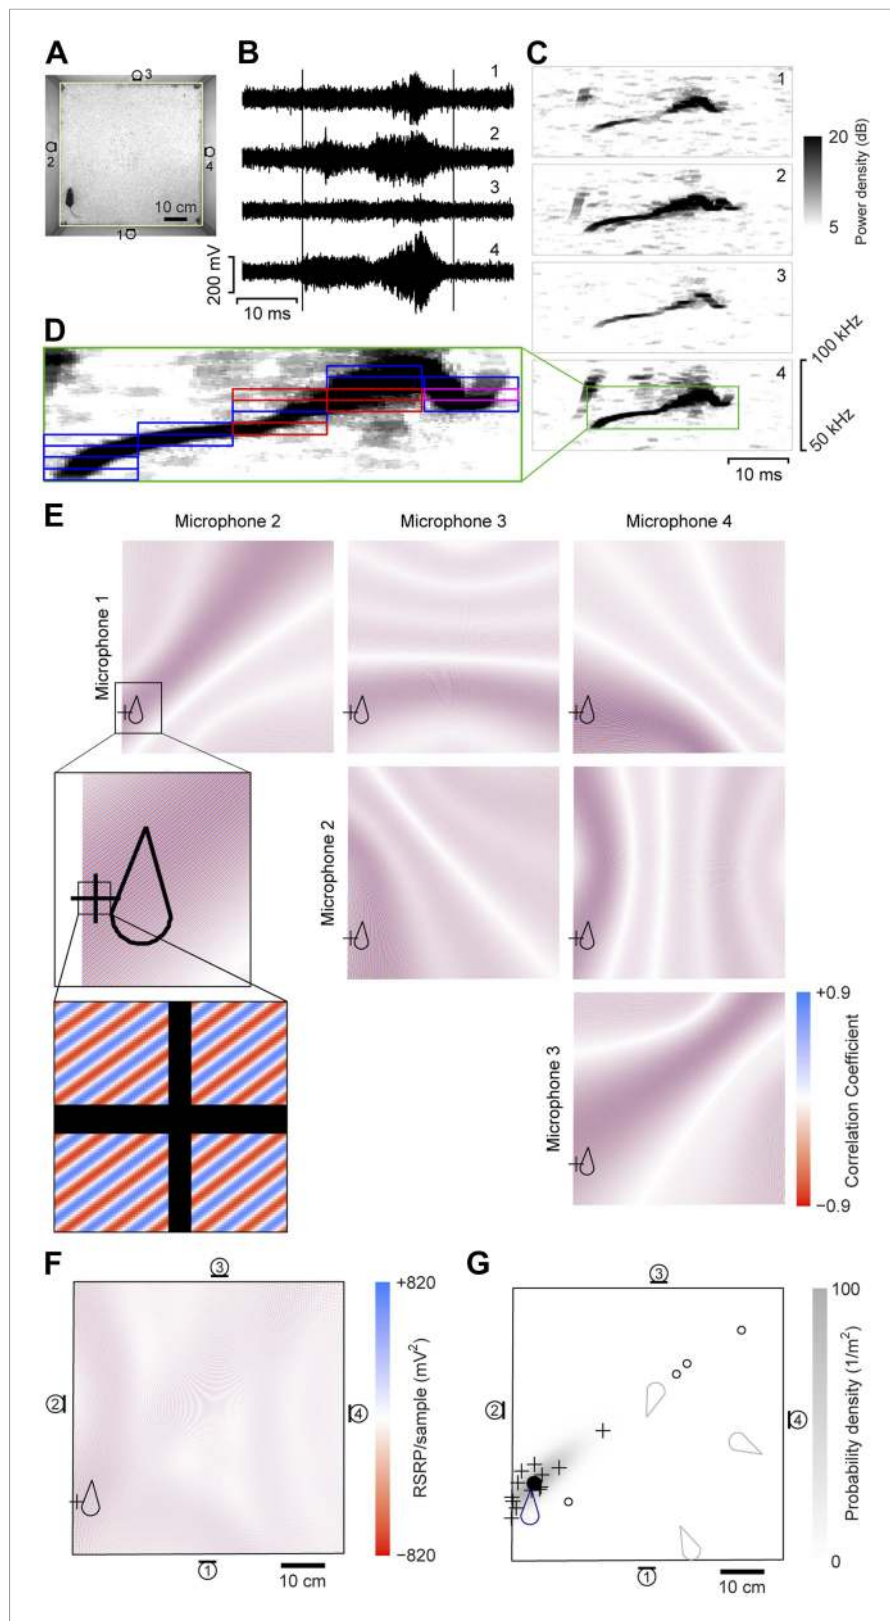 A
B
C
3
2
4
1
10 cm
1
2
3
4
200 mV
10 ms
1
2
3
4
20
5
Power density (dB)
100 kHz
50 kHz
10 ms
D
E
Microphone 2
Microphone 3
Microphone 4
Microphone 1
Microphone 2
Microphone 3
+0.9
Correlation Coefficient
−0.9
F
3
2
4
1
10 cm
+820
RSRP/sample (mV²)
−820
G
3
2
4
1
10 cm
100
Probability density (1/m²)
0